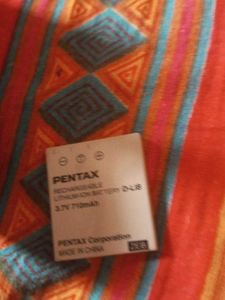 PENTAX
RECHARGEABLE
LITHIUM-ION BATTERY D-LI8
3.7V 710mAh
PENTAX Corporation
MADE IN CHINA